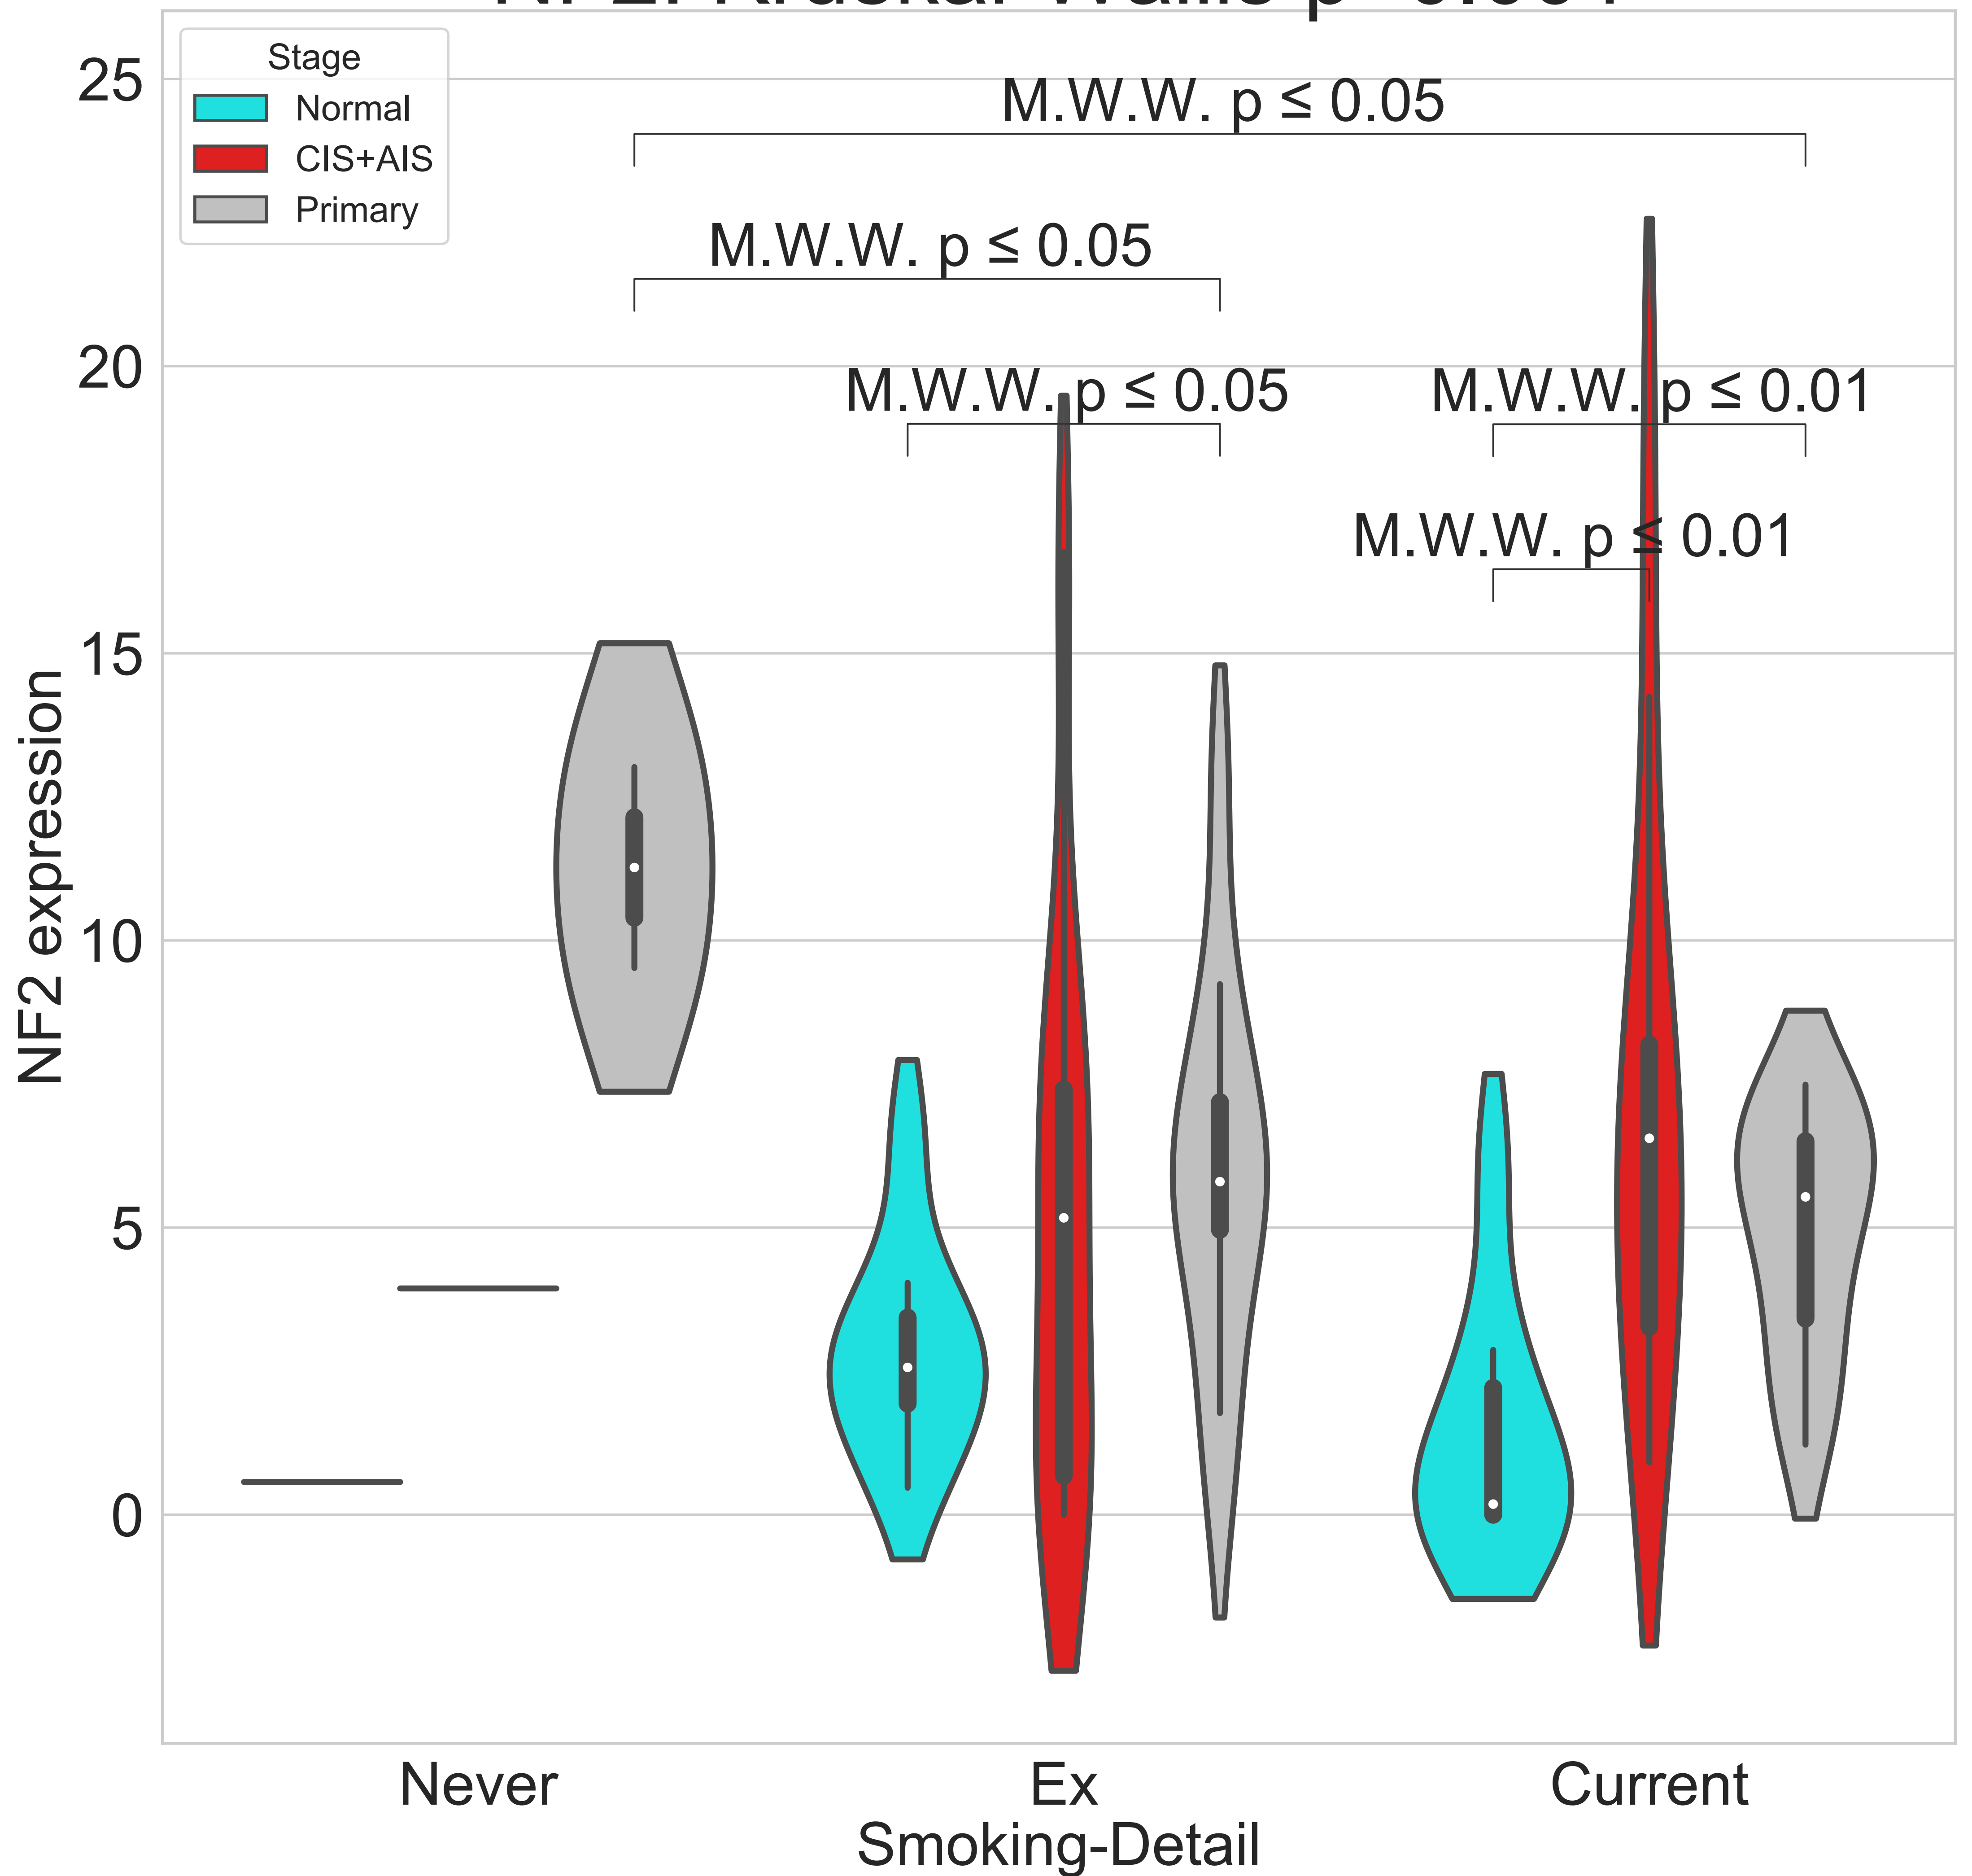 25
Stage
Normal
CIS+AIS
Primary
M.W.W. p ≤ 0.05
M.W.W. p ≤ 0.05
20
M.W.W. p ≤ 0.05
M.W.W. p ≤ 0.01
M.W.W. p ≤ 0.01
15
10
5
0
NF2 expression
Never
Ex
Current
Smoking-Detail